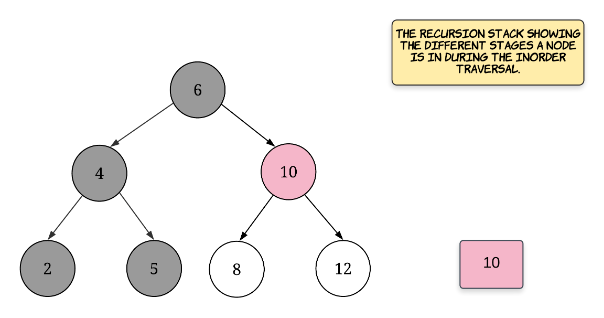 THE RECURSION STACK SHOWING
THE DIFFERENT STAGES A NODE
IS IN DURING THE INORDER
TRAVERSAL.
6
4
10
2
5
8
12
10